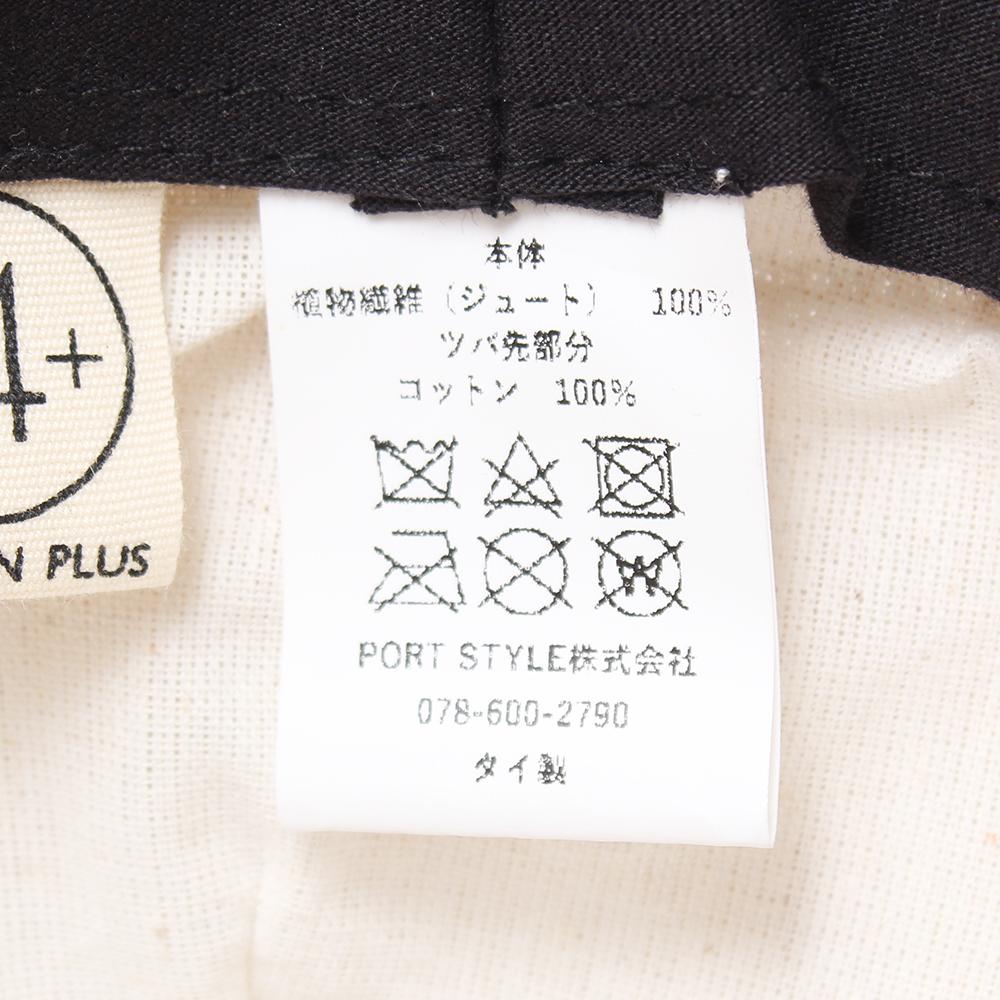 本体
植物繊維（ジュート） 100%
ツバ先部分
コットン 100%
W
PORT STYLE株式会社
078-600-2790
タイ製
4+
N PLUS